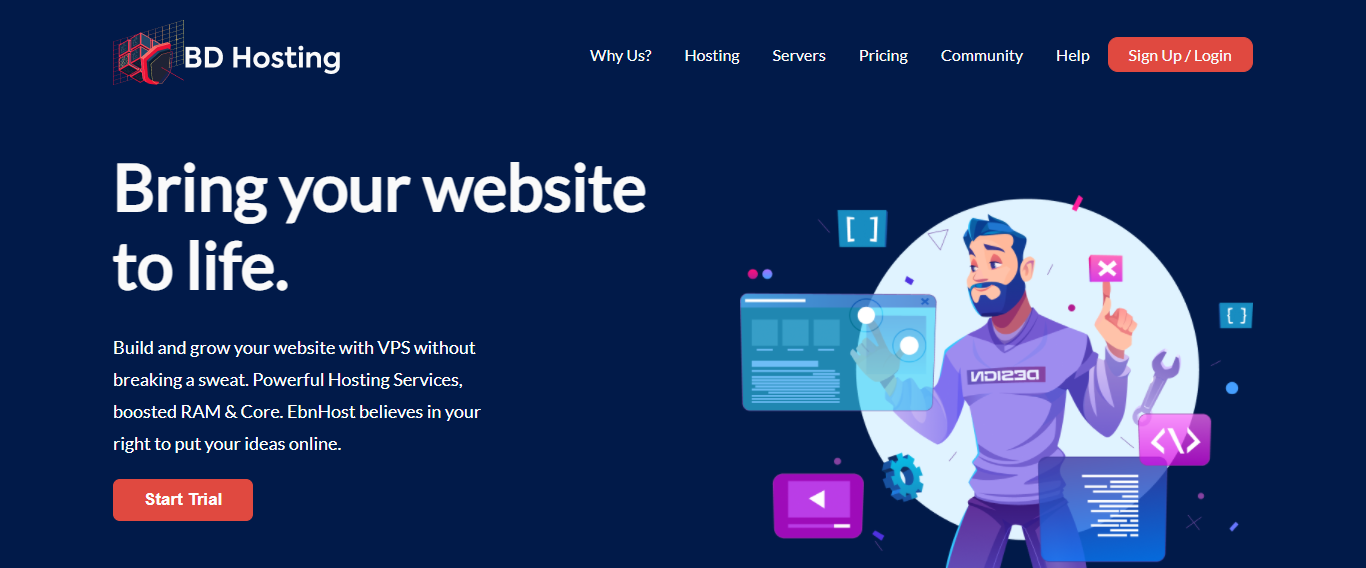 BD Hosting
Why Us?
Hosting
Servers
Pricing
Community
Help
Sign Up / Login
Bring your website
to life.
Build and grow your website with VPS without
breaking a sweat. Powerful Hosting Services,
boosted RAM & Core. EbnHost believes in your
right to put your ideas online.
Start Trial
[ ]
[ ]
DESIGN
<\>